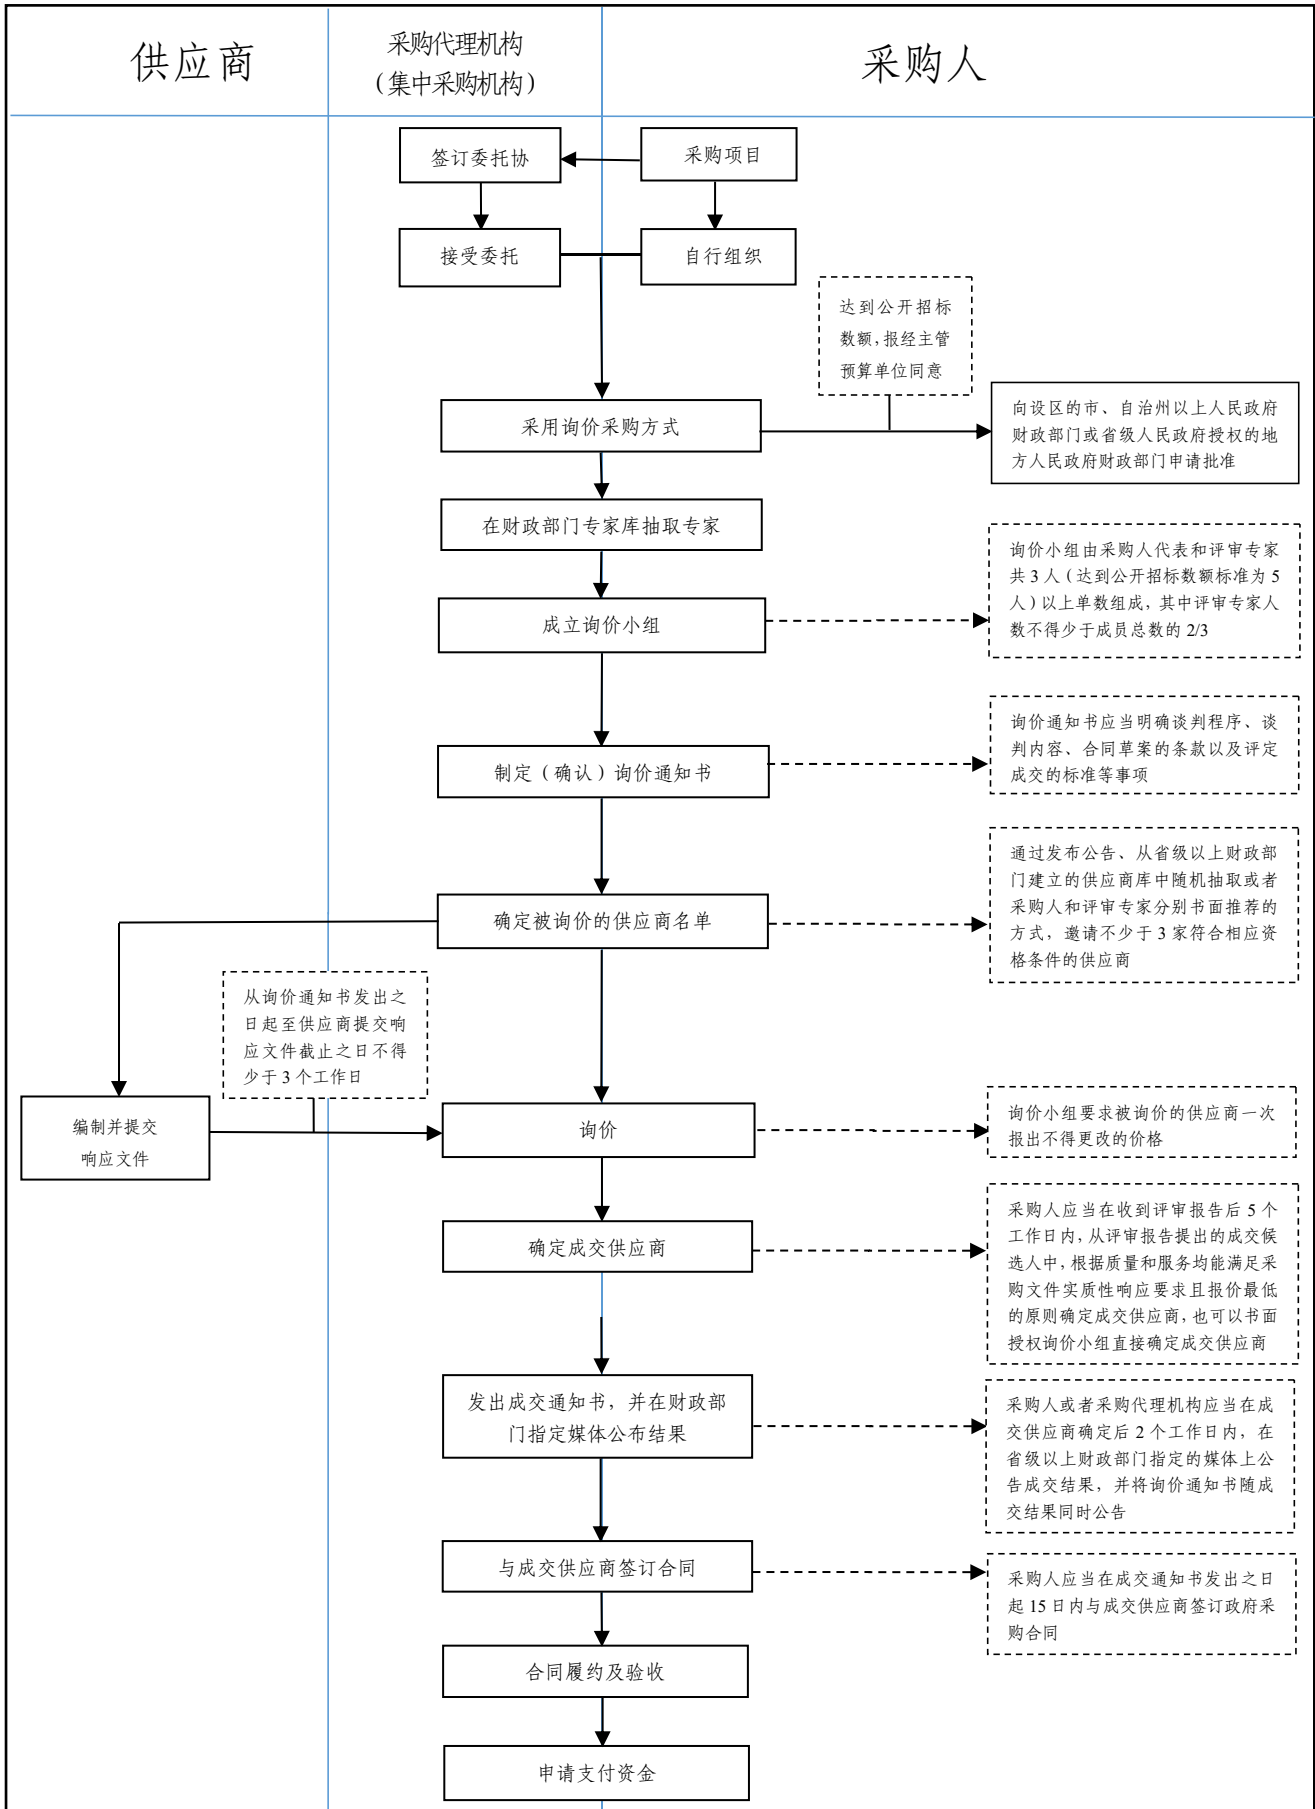 供应商
采购代理机构
（集中采购机构）
采购人
签订委托协
采购项目
接受委托
自行组织
达到公开招标
数额，报经主管
预算单位同意
采用询价采购方式
向设区的市、自治州以上人民政府
财政部门或省级人民政府授权的地
方人民政府财政部门申请批准
在财政部门专家库抽取专家
成立询价小组
询价小组由采购人代表和评审专家
共 3 人（达到公开招标数额标准为 5
人）以上单数组成，其中评审专家人
数不得少于成员总数的 2/3
制定（确认）询价通知书
询价通知书应当明确谈判程序、谈
判内容、合同草案的条款以及评定
成交的标准等事项
确定被询价的供应商名单
通过发布公告、从省级以上财政部
门建立的供应商库中随机抽取或者
采购人和评审专家分别书面推荐的
方式，邀请不少于 3 家符合相应资
格条件的供应商
从询价通知书发出之
日起至供应商提交响
应文件截止之日不得
少于 3 个工作日
编制并提交
响应文件
询价
询价小组要求被询价的供应商一次
报出不得更改的价格
确定成交供应商
采购人应当在收到评审报告后 5 个
工作日内，从评审报告提出的成交候
选人中，根据质量和服务均能满足采
购文件实质性响应要求且报价最低
的原则确定成交供应商，也可以书面
授权询价小组直接确定成交供应商
发出成交通知书，并在财政部
门指定媒体公布结果
采购人或者采购代理机构应当在成
交供应商确定后 2 个工作日内，在
省级以上财政部门指定的媒体上公
告成交结果，并将询价通知书随成
交结果同时公告
与成交供应商签订合同
采购人应当在成交通知书发出之日
起 15 日内与成交供应商签订政府采
购合同
合同履约及验收
申请支付资金